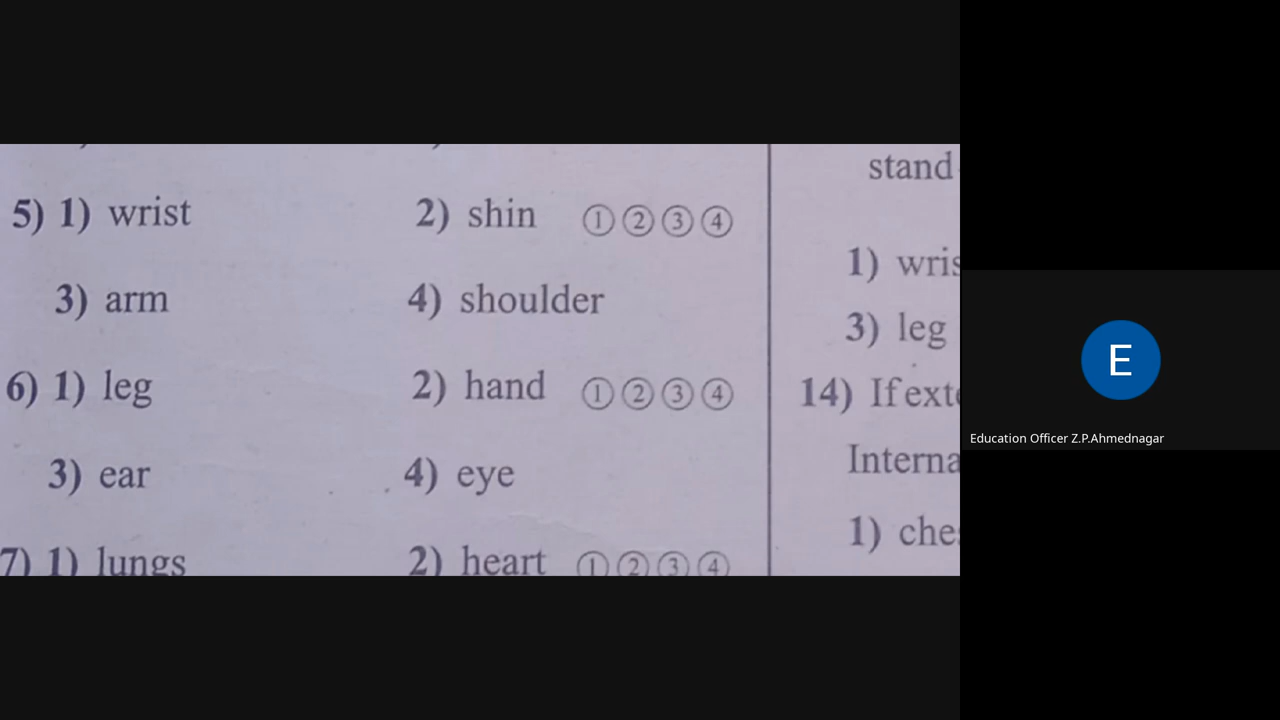 5) 1) wrist 2) shin ① ② ③ ④
3) arm 4) shoulder
6) 1) leg 2) hand ① ② ③ ④
3) ear 4) eye
7) 1) lungs 2) heart ① ② ③ ④
stand
1) wris
3) leg
14) If exte
Interna
1) ches
E
Education Officer Z.P.Ahmednagar